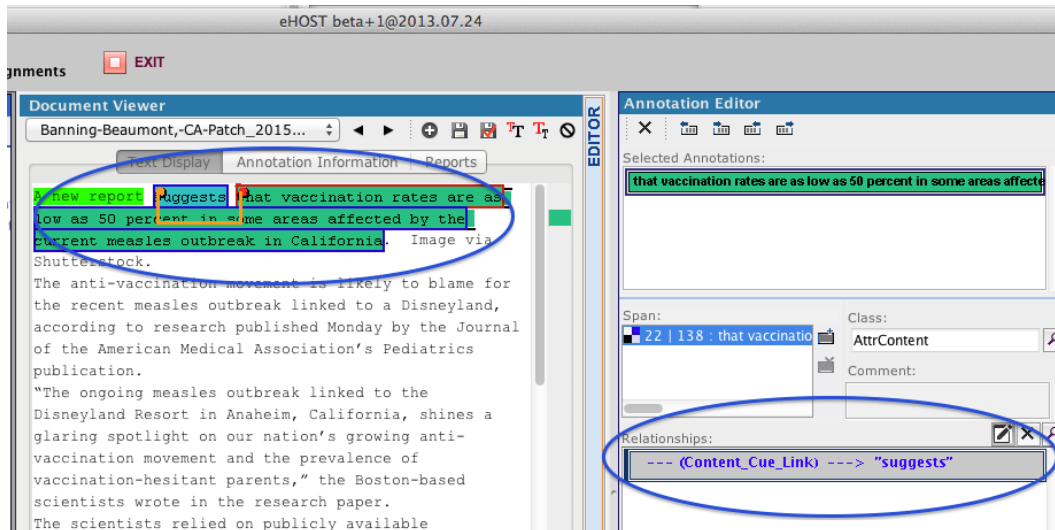 eHOST beta+1@2013.07.24
gnments
EXIT
Document Viewer
Banning-Beaumont,-CA-Patch_2015...
Text Display Annotation Information Reports
A new report suggests that vaccination rates are as
low as 50 percent in some areas affected by the
current measles outbreak in California. Image via
Shutterstock.
The anti-vaccination movement is likely to blame for
the recent measles outbreak linked to a Disneyland,
according to research published Monday by the Journal
of the American Medical Association's Pediatrics
publication.
"The ongoing measles outbreak linked to the
Disneyland Resort in Anaheim, California, shines a
glaring spotlight on our nation's growing anti-
vaccination movement and the prevalence of
vaccination-hesitant parents," the Boston-based
scientists wrote in the research paper.
The scientists relied on publicly available
EDITOR
Annotation Editor
Selected Annotations:
that vaccination rates are as low as 50 percent in some areas affecte
Span:
22 | 138 : that vaccinatio
Class:
AttrContent
Comment:
Relationships:
--- (Content_Cue_Link) ---> "suggests"